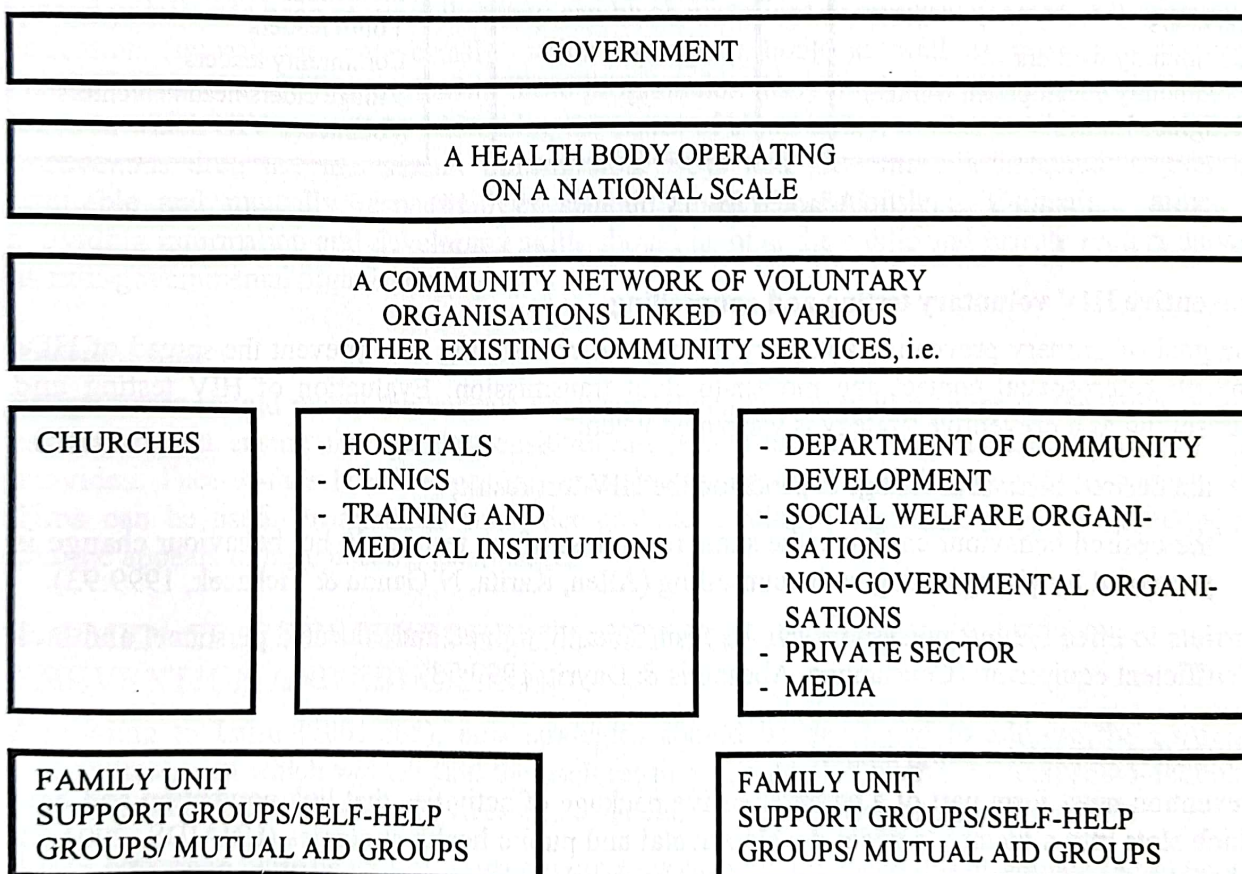 GOVERNMENT
A HEALTH BODY OPERATING
ON A NATIONAL SCALE
A COMMUNITY NETWORK OF VOLUNTARY
ORGANISATIONS LINKED TO VARIOUS
OTHER EXISTING COMMUNITY SERVICES, i.e.
CHURCHES
- HOSPITALS
- CLINICS
- TRAINING AND
MEDICAL INSTITUTIONS
- DEPARTMENT OF COMMUNITY
DEVELOPMENT
- SOCIAL WELFARE ORGANI-
SATIONS
- NON-GOVERNMENTAL ORGANI-
SATIONS
- PRIVATE SECTOR
- MEDIA
FAMILY UNIT
SUPPORT GROUPS/SELF-HELP
GROUPS/ MUTUAL AID GROUPS
FAMILY UNIT
SUPPORT GROUPS/SELF-HELP
GROUPS/ MUTUAL AID GROUPS